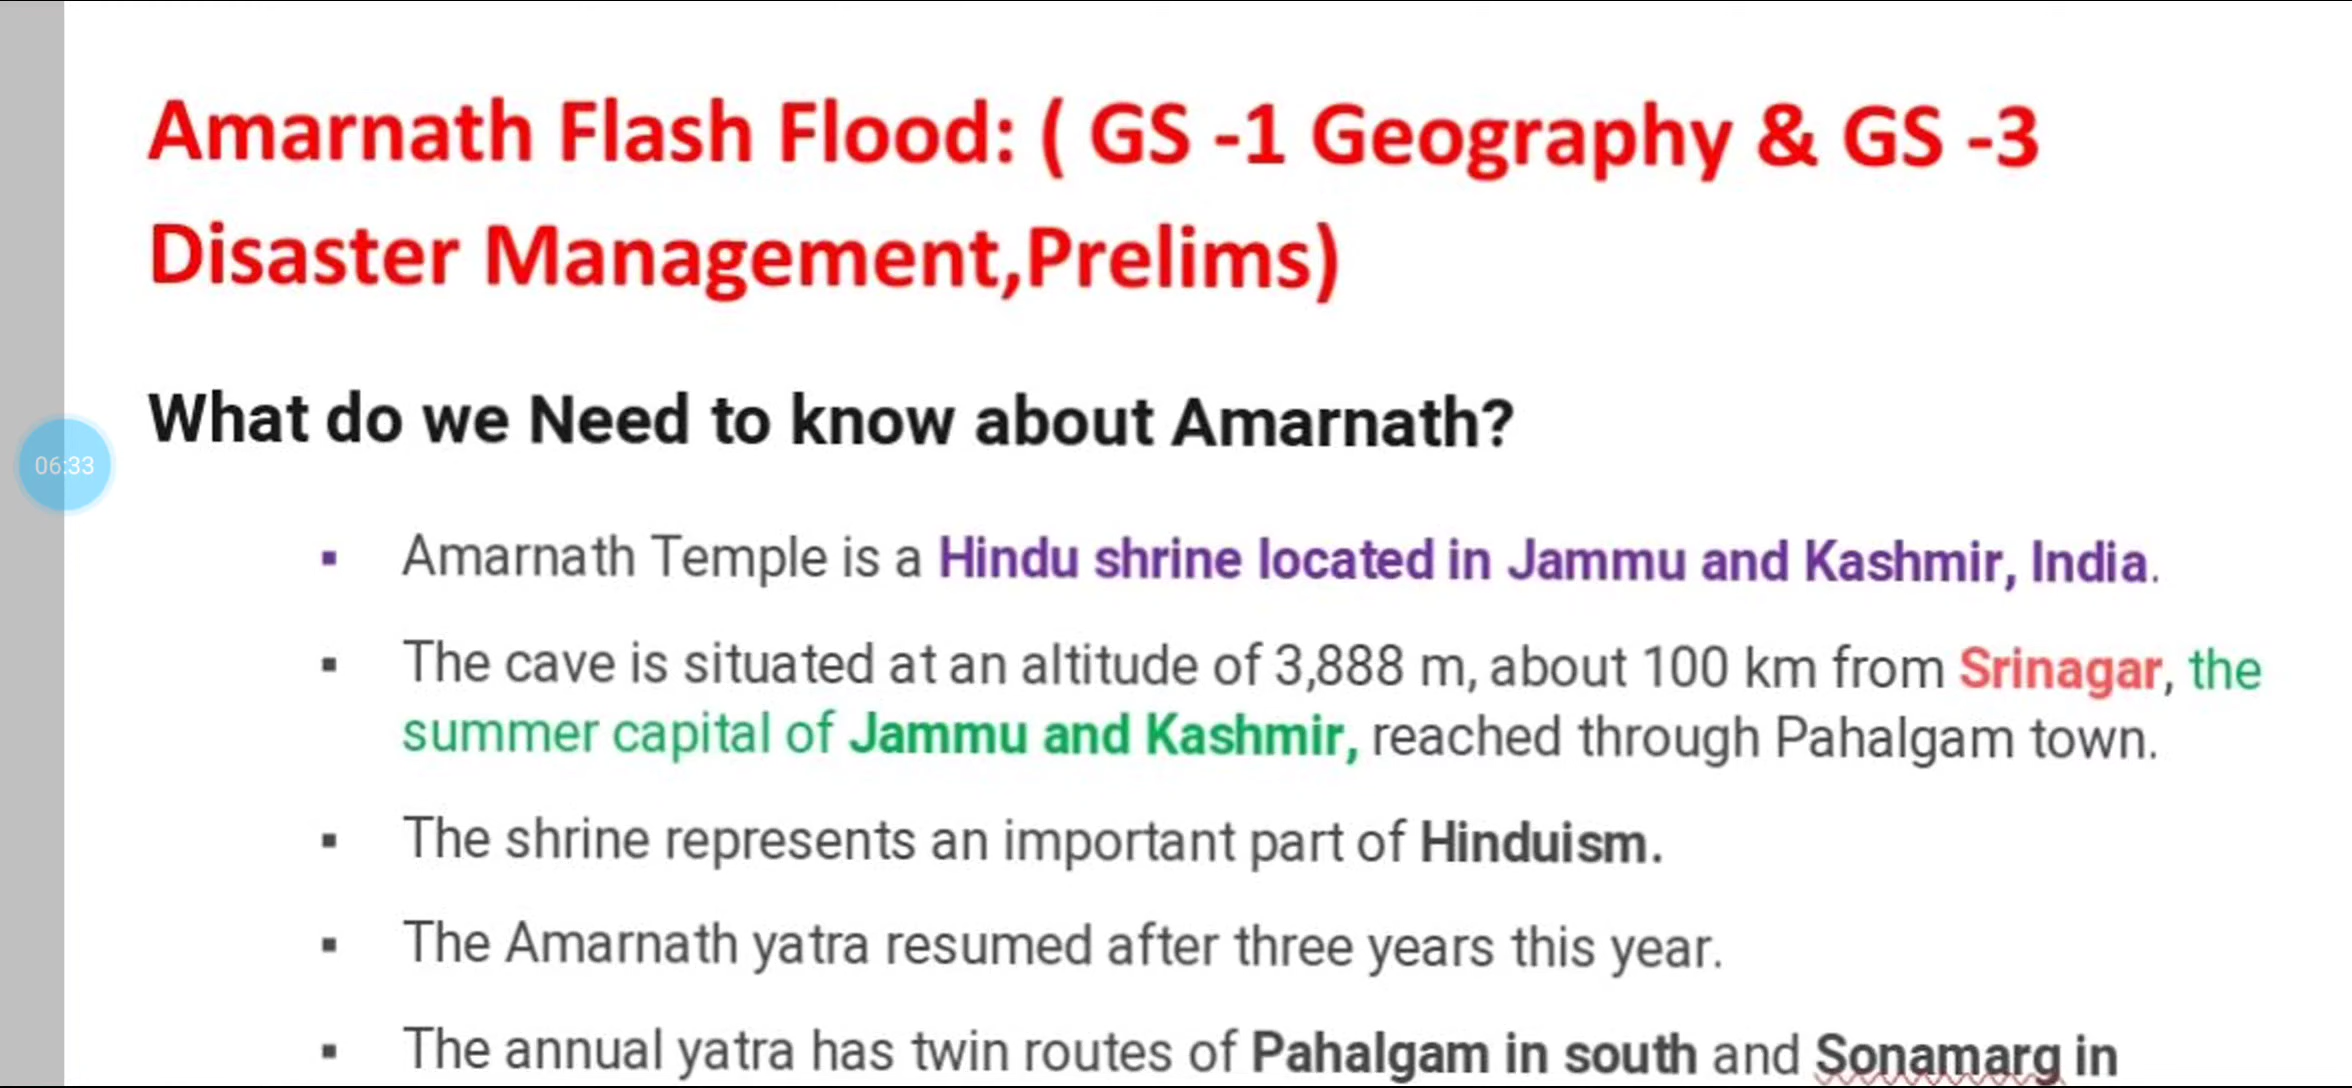 Amarnath Flash Flood: ( GS -1 Geography & GS -3
Disaster Management,Prelims)
What do we Need to know about Amarnath?
06:33
▪ Amarnath Temple is a Hindu shrine located in Jammu and Kashmir, India.
▪ The cave is situated at an altitude of 3,888 m, about 100 km from Srinagar, the
summer capital of Jammu and Kashmir, reached through Pahalgam town.
▪ The shrine represents an important part of Hinduism.
▪ The Amarnath yatra resumed after three years this year.
▪ The annual yatra has twin routes of Pahalgam in south and Sonamarg in